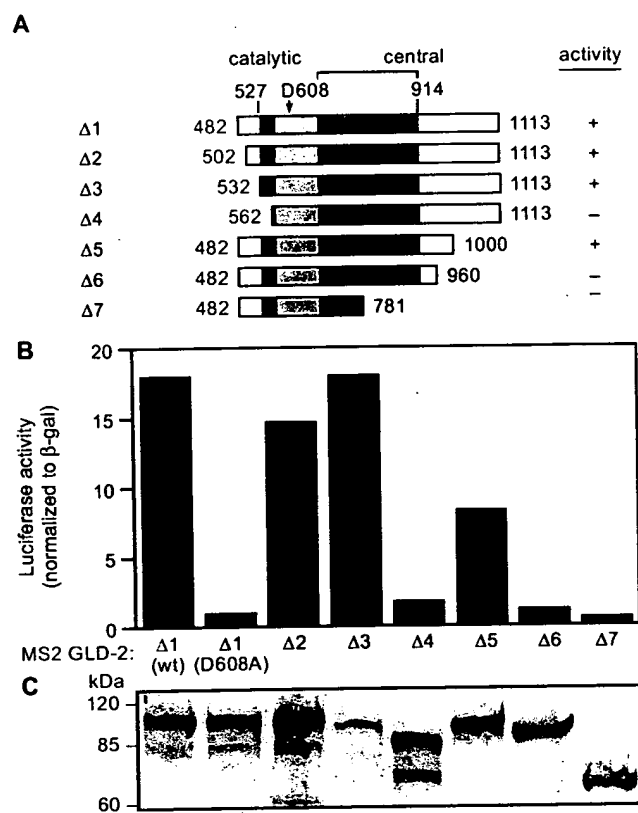 A
catalytic central activity
527 D608 914
Δ1 482 1113 +
Δ2 502 1113 +
Δ3 532 1113 +
Δ4 562 1113 –
Δ5 482 1000 +
Δ6 482 960 –
Δ7 482 781 –
B
Luciferase activity
(normalized to β-gal)
20
15
10
5
0
MS2 GLD-2: Δ1 Δ1 Δ2 Δ3 Δ4 Δ5 Δ6 Δ7
(wt) (D608A)
C kDa
120
85
60